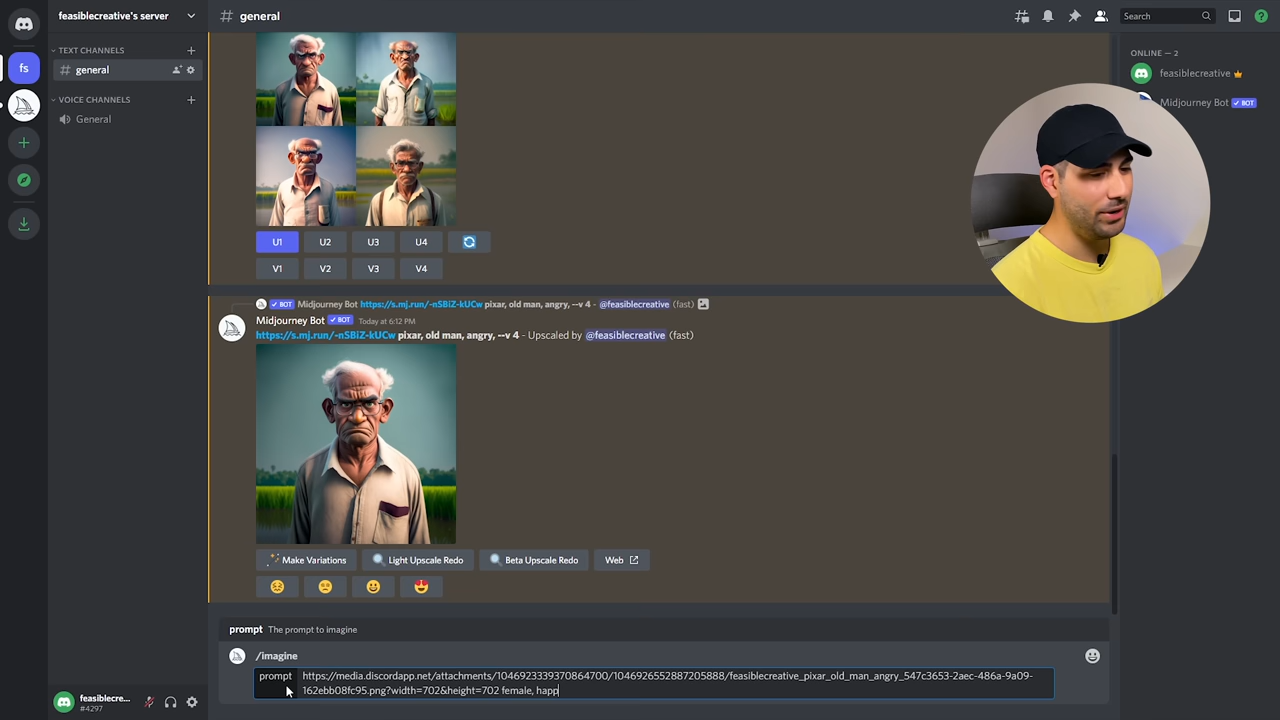 feasiblecreative's server
# general
Search
TEXT CHANNELS
fs
# general
VOICE CHANNELS
General
ONLINE — 2
feasiblecreative
Midjourney Bot ✓ BOT
U1 U2 U3 U4
V1 V2 V3 V4
✓ BOT Midjourney Bot https://s.mj.run/-nSBiZ-kUCw pixar, old man, angry, --v 4 - @feasiblecreative (fast)
Midjourney Bot ✓ BOT Today at 6:12 PM
https://s.mj.run/-nSBiZ-kUCw pixar, old man, angry, --v 4 - Upscaled by @feasiblecreative (fast)
Make Variations Light Upscale Redo Beta Upscale Redo Web
prompt The prompt to imagine
/imagine
prompt https://media.discordapp.net/attachments/1046923339370864700/1046926552887205888/feasiblecreative_pixar_old_man_angry_547c3653-2aec-486a-9a09-
162ebb08fc95.png?width=702&height=702 female, happ
feasiblecre...
#4297